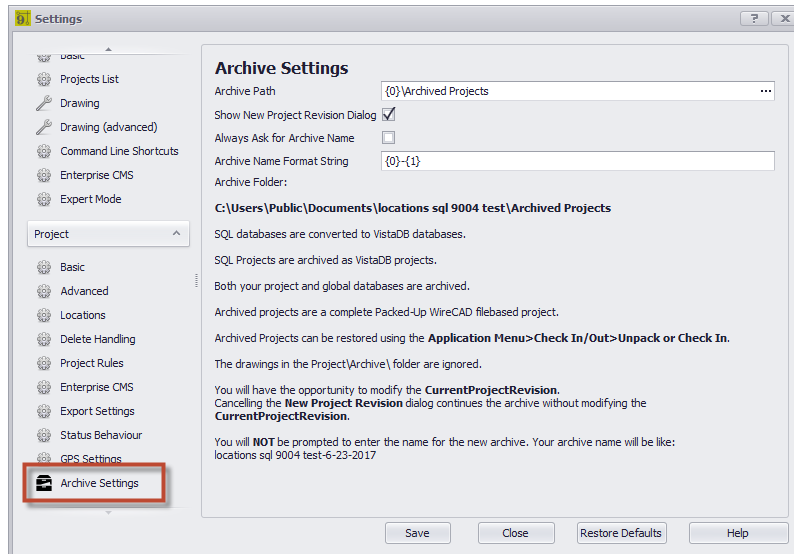 Settings
Basic
Projects List
Drawing
Drawing (advanced)
Command Line Shortcuts
Enterprise CMS
Expert Mode
Project
Basic
Advanced
Locations
Delete Handling
Project Rules
Enterprise CMS
Export Settings
Status Behaviour
GPS Settings
Archive Settings
Archive Settings
Archive Path {0}\Archived Projects ...
Show New Project Revision Dialog
Always Ask for Archive Name
Archive Name Format String {0}-{1}
Archive Folder:
C:\Users\Public\Documents\locations sql 9004 test\Archived Projects
SQL databases are converted to VistaDB databases.
SQL Projects are archived as VistaDB projects.
Both your project and global databases are archived.
Archived projects are a complete Packed-Up WireCAD filebased project.
Archived Projects can be restored using the Application Menu>Check In/Out>Unpack or Check In.
The drawings in the Project\Archive\ folder are ignored.
You will have the opportunity to modify the CurrentProjectRevision.
Cancelling the New Project Revision dialog continues the archive without modifying the
CurrentProjectRevision.
You will NOT be prompted to enter the name for the new archive. Your archive name will be like:
locations sql 9004 test-6-23-2017
Save Close Restore Defaults Help